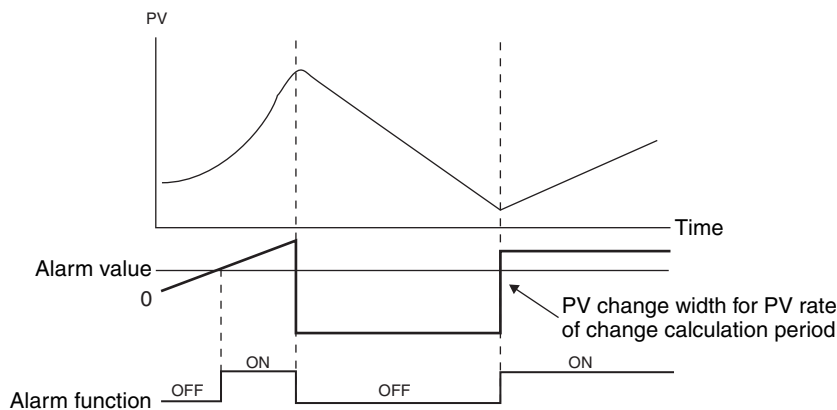 PV
Time
Alarm value
0
PV change width for PV rate
of change calculation period
ON
ON
OFF
OFF
Alarm function